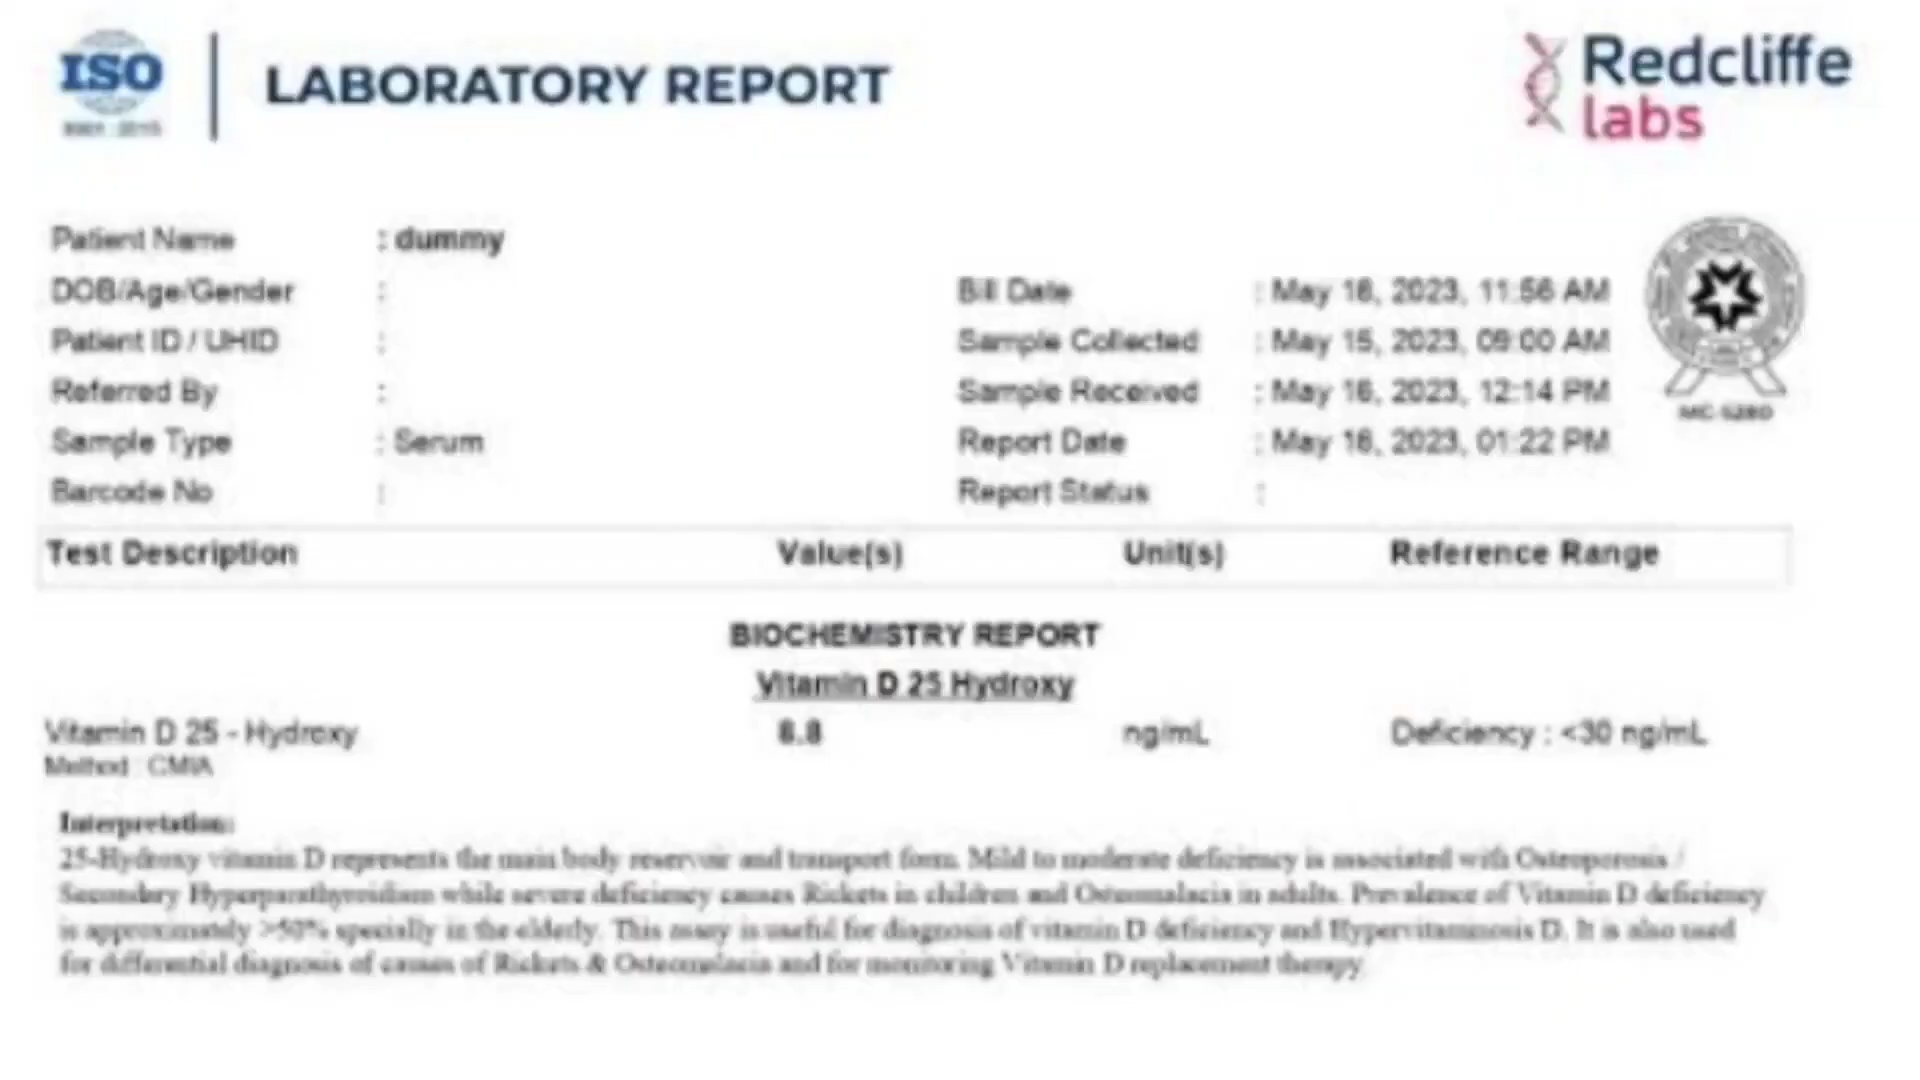 ISO
LABORATORY REPORT
Redcliffe
labs
Patient Name : dummy
DOB/Age/Gender :
Bill Date : May 16, 2023, 11:56 AM
Patient ID / UHID :
Sample Collected : May 15, 2023, 09:00 AM
Referred By :
Sample Received : May 16, 2023, 12:14 PM
Sample Type : Serum
Report Date : May 16, 2023, 01:22 PM
Barcode No :
Report Status :
Test Description Value(s) Unit(s) Reference Range
BIOCHEMISTRY REPORT
Vitamin D 25 Hydroxy
Vitamin D 25 - Hydroxy 8.8 ng/mL Deficiency : <30 ng/mL
Method : CMIA
Interpretation:
25-Hydroxy vitamin D represents the main body reservoir and transport form. Mild to moderate deficiency is associated with Osteoporosis /
Secondary Hyperparathyroidism while severe deficiency causes Rickets in children and Osteomalacia in adults. Prevalence of Vitamin D deficiency
is approximately >50% specially in the elderly. This assay is useful for diagnosis of vitamin D deficiency and Hypervitaminosis D. It is also used
for differential diagnosis of causes of Rickets & Osteomalacia and for monitoring Vitamin D replacement therapy.